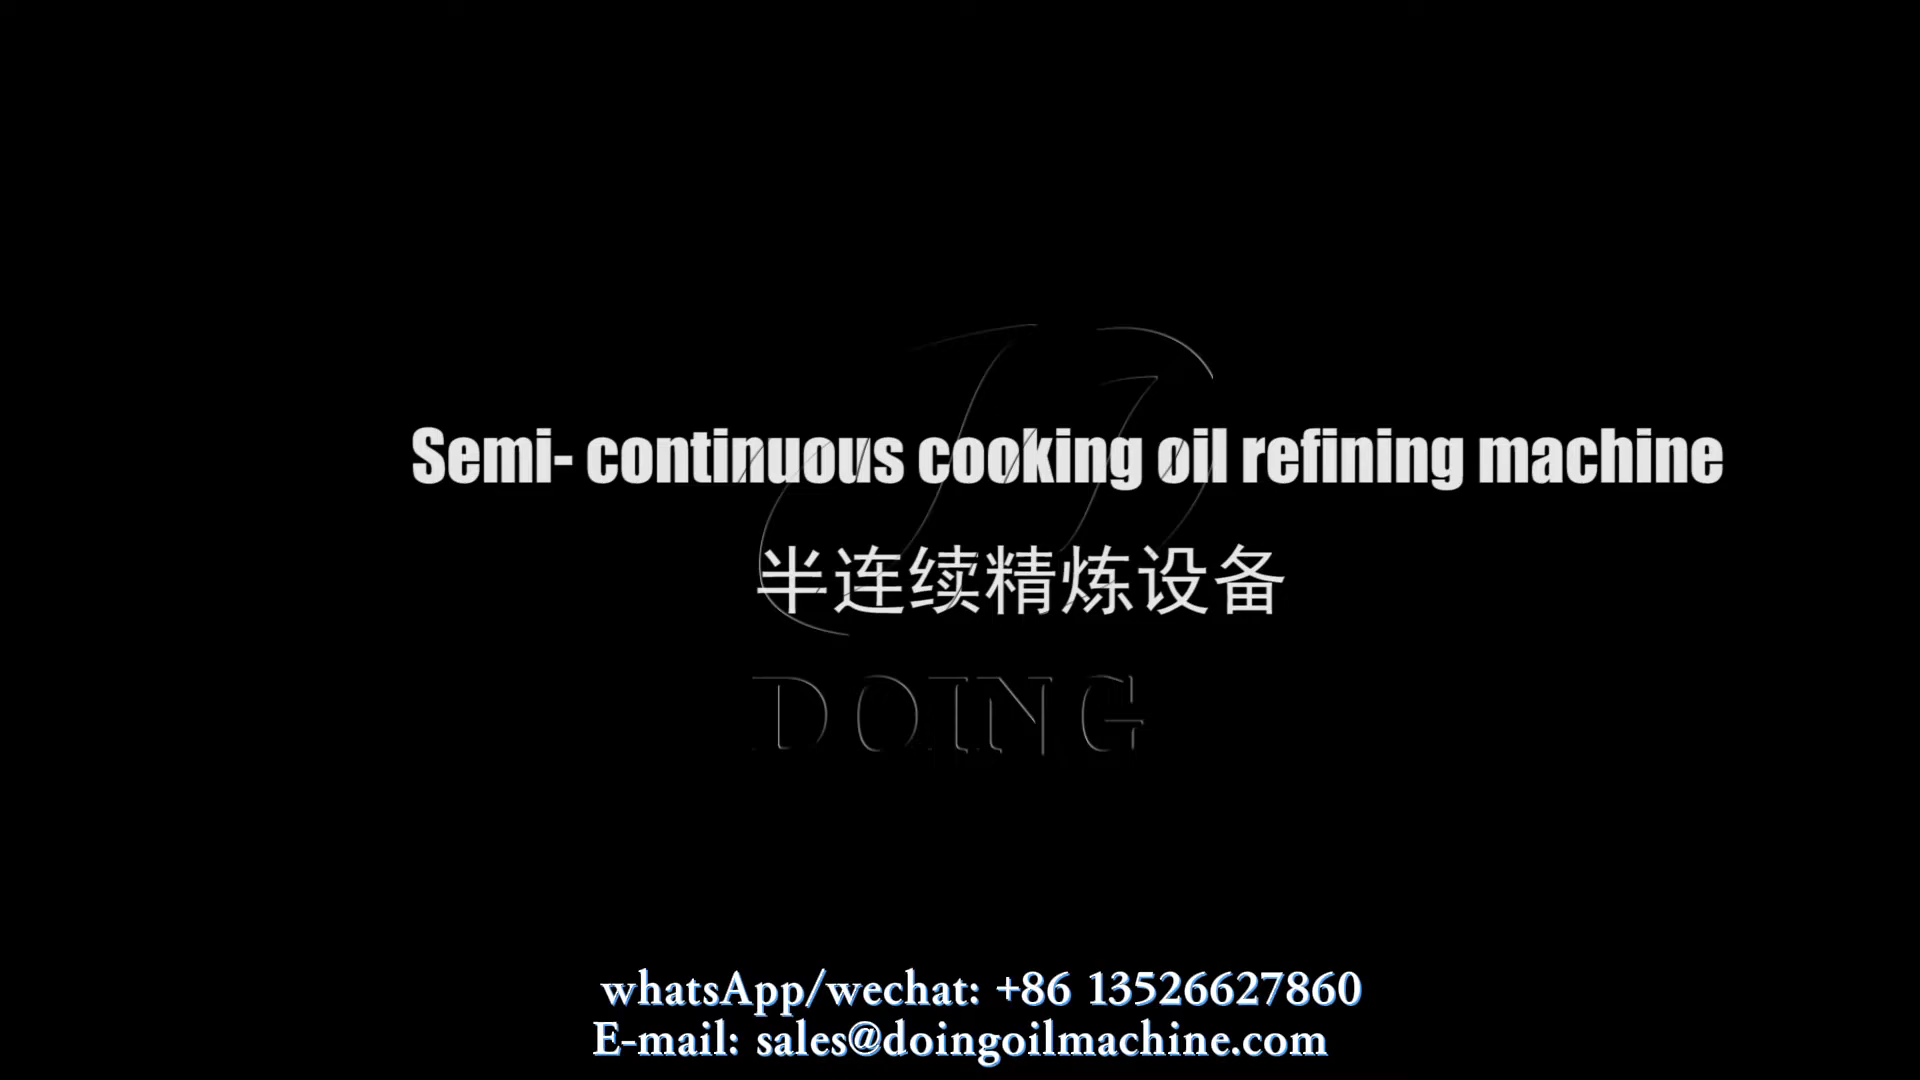 Semi- continuous cooking oil refining machine
半连续精炼设备
DOING
whatsApp/wechat: +86 13526627860
E-mail: sales@doingoilmachine.com